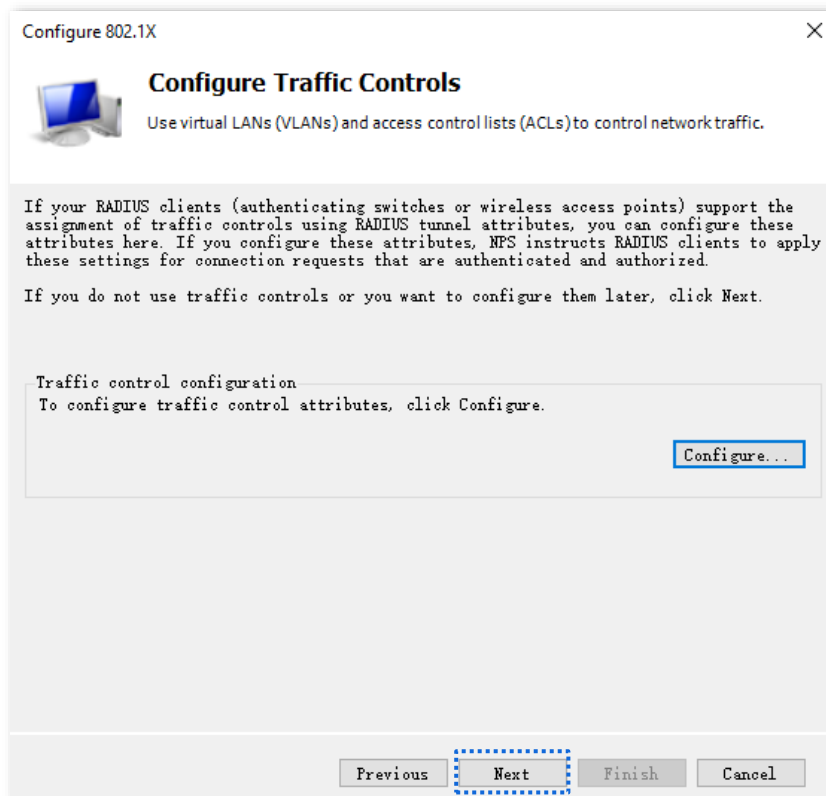 Configure 802.1X
Configure Traffic Controls
Use virtual LANs (VLANs) and access control lists (ACLs) to control network traffic.
If your RADIUS clients (authenticating switches or wireless access points) support the
assignment of traffic controls using RADIUS tunnel attributes, you can configure these
attributes here. If you configure these attributes, NPS instructs RADIUS clients to apply
these settings for connection requests that are authenticated and authorized.
If you do not use traffic controls or you want to configure them later, click Next.
Traffic control configuration
To configure traffic control attributes, click Configure.
Configure...
Previous Next Finish Cancel